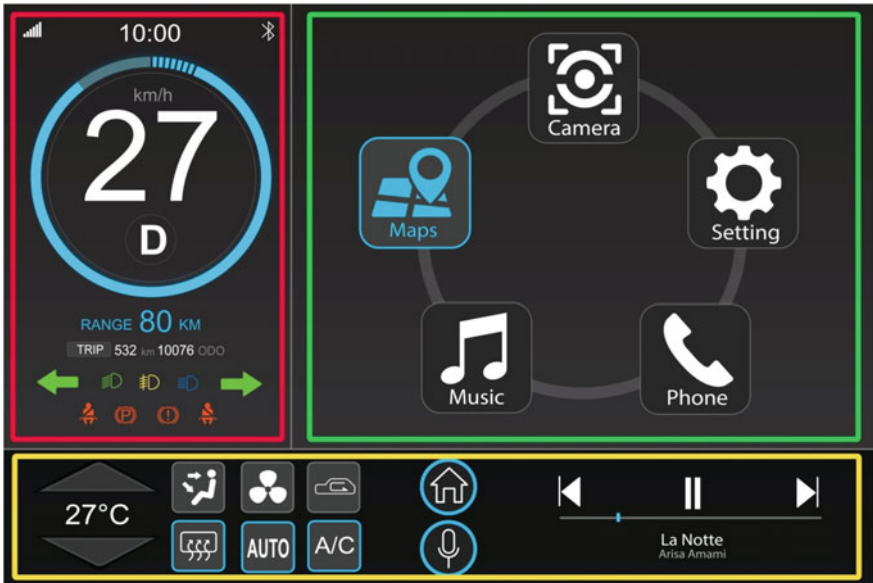 10:00
km/h
27
D
RANGE 80 KM
TRIP 532 km 10076 ODO
P
Camera
Maps
Setting
Music
Phone
27°C
AUTO A/C
La Notte
Arisa Amami